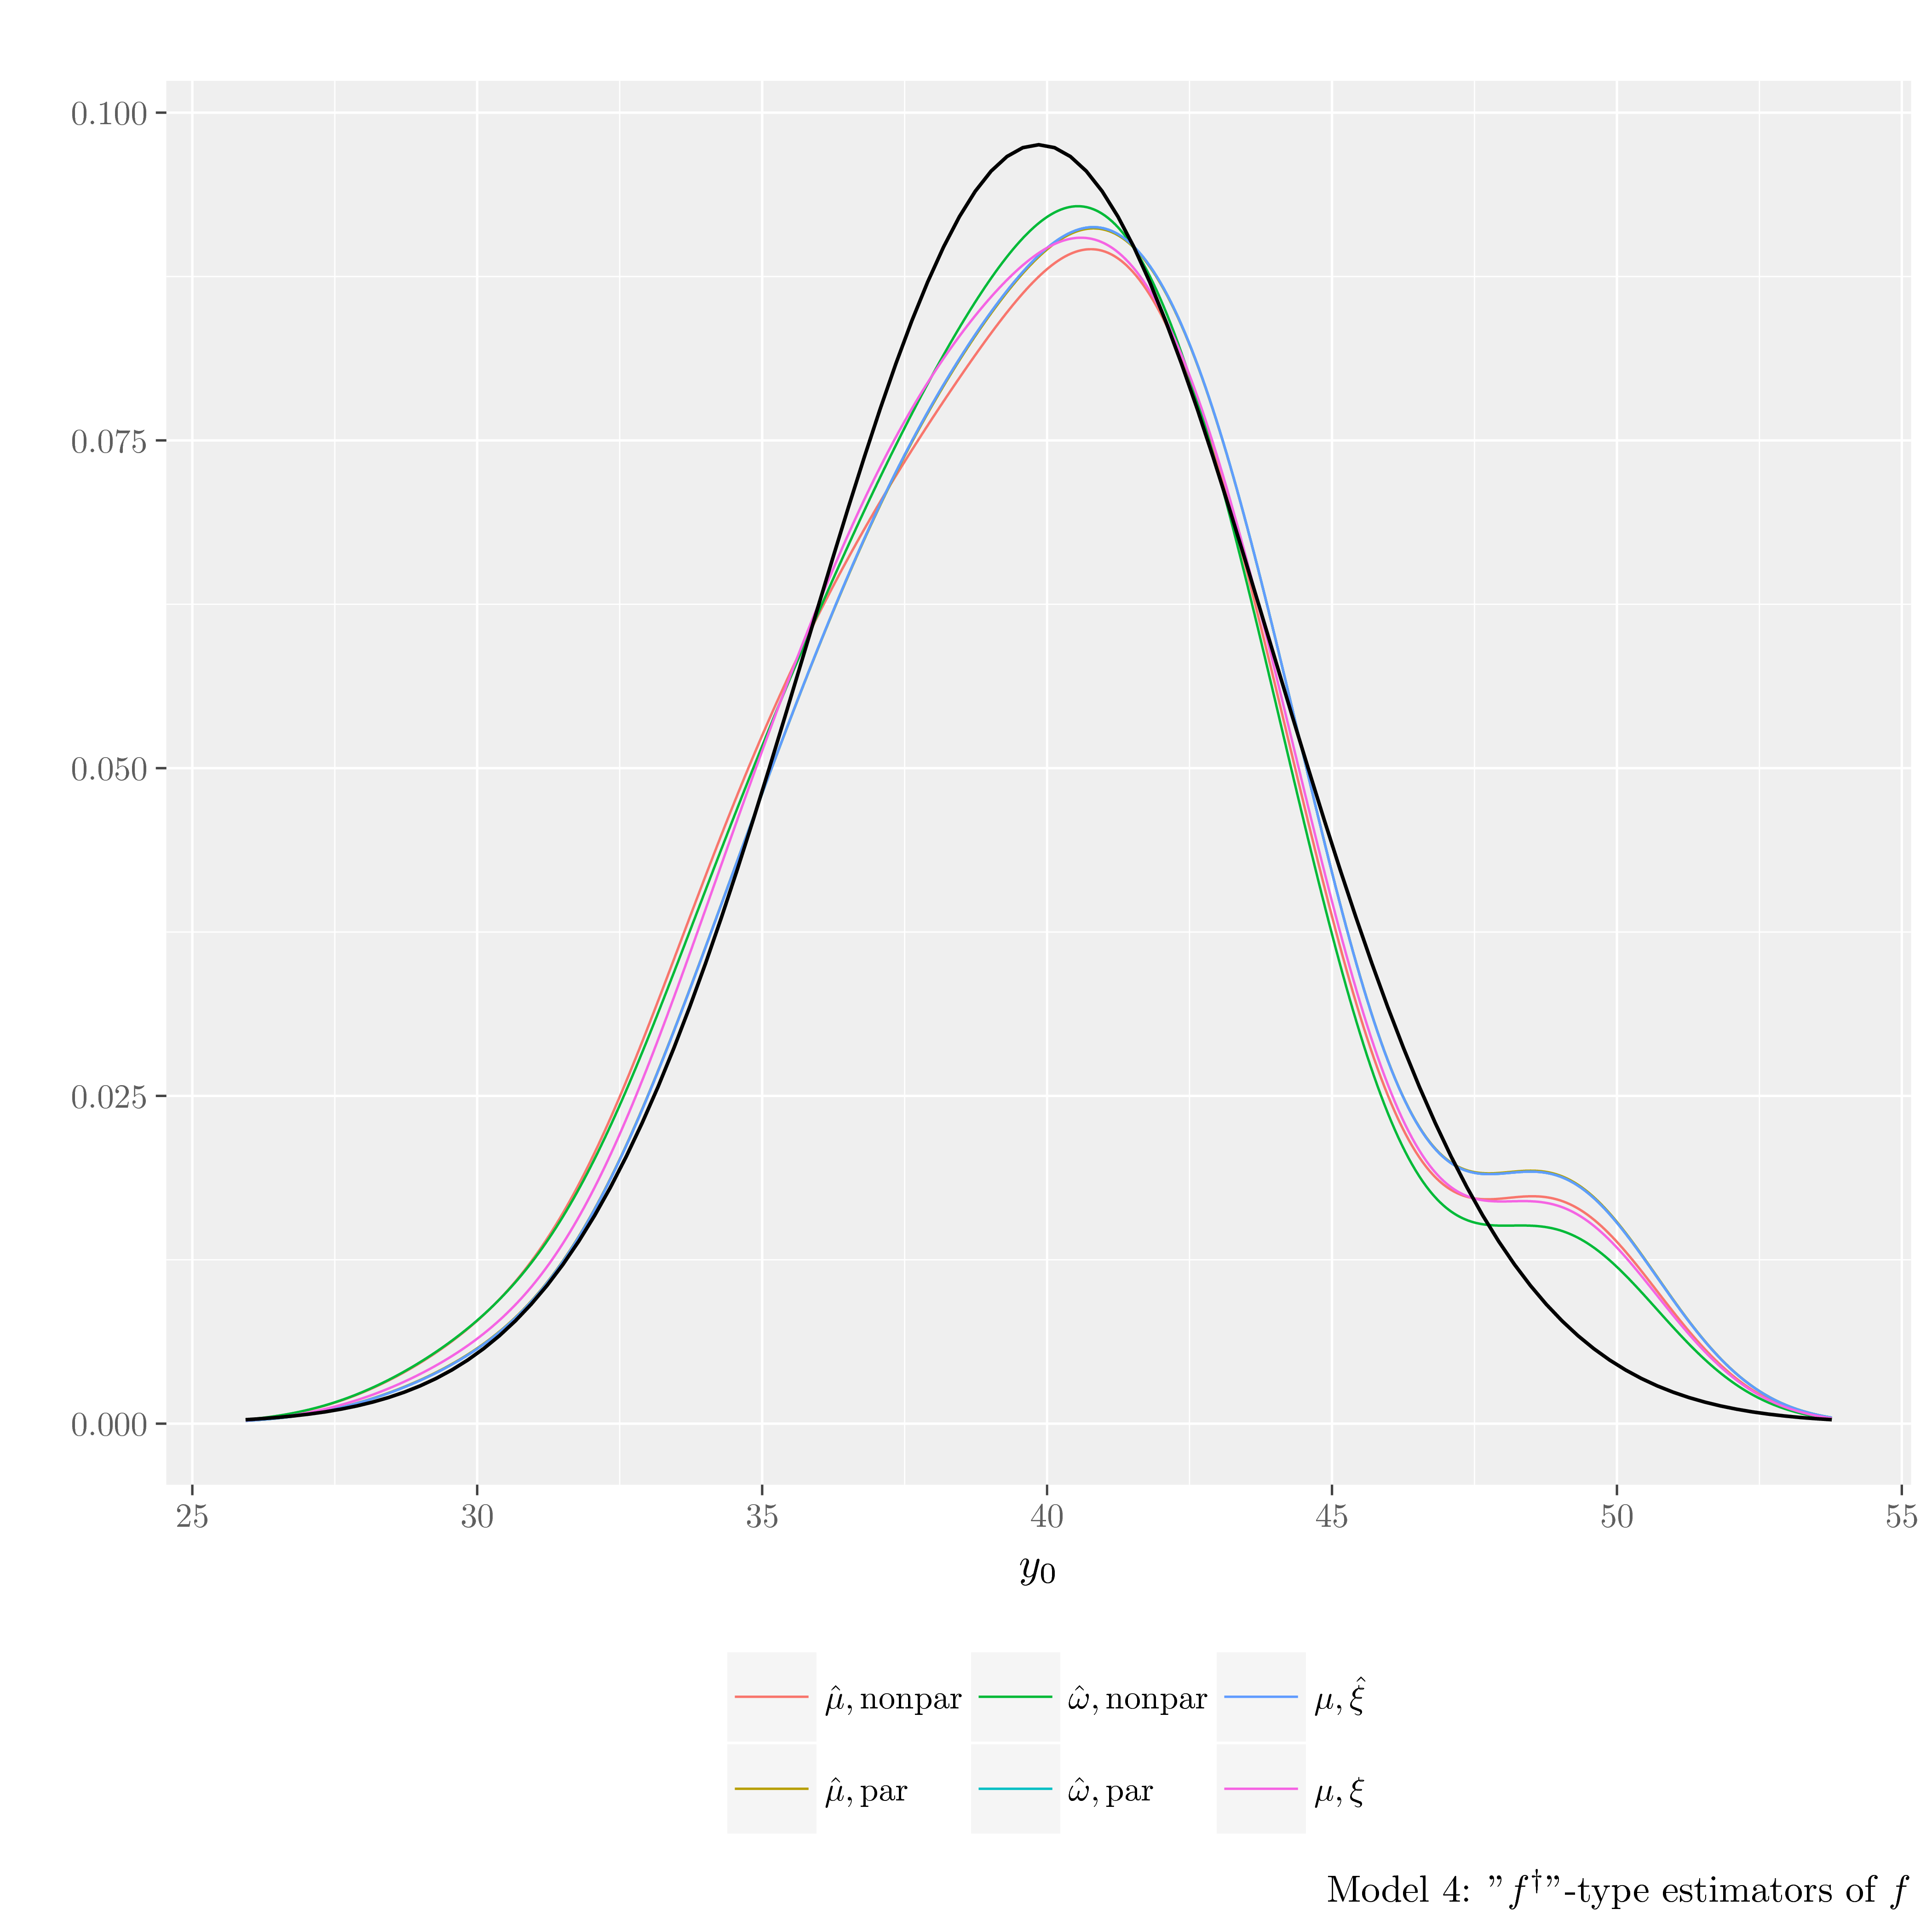 0.100
0.075
0.050
0.025
0.000
25 30 35 40 45 50 55
y₀
μ̂, nonpar ω̂, nonpar μ, ξ̂
μ̂, par ω̂, par μ, ξ
Model 4: ”f†”-type estimators of f